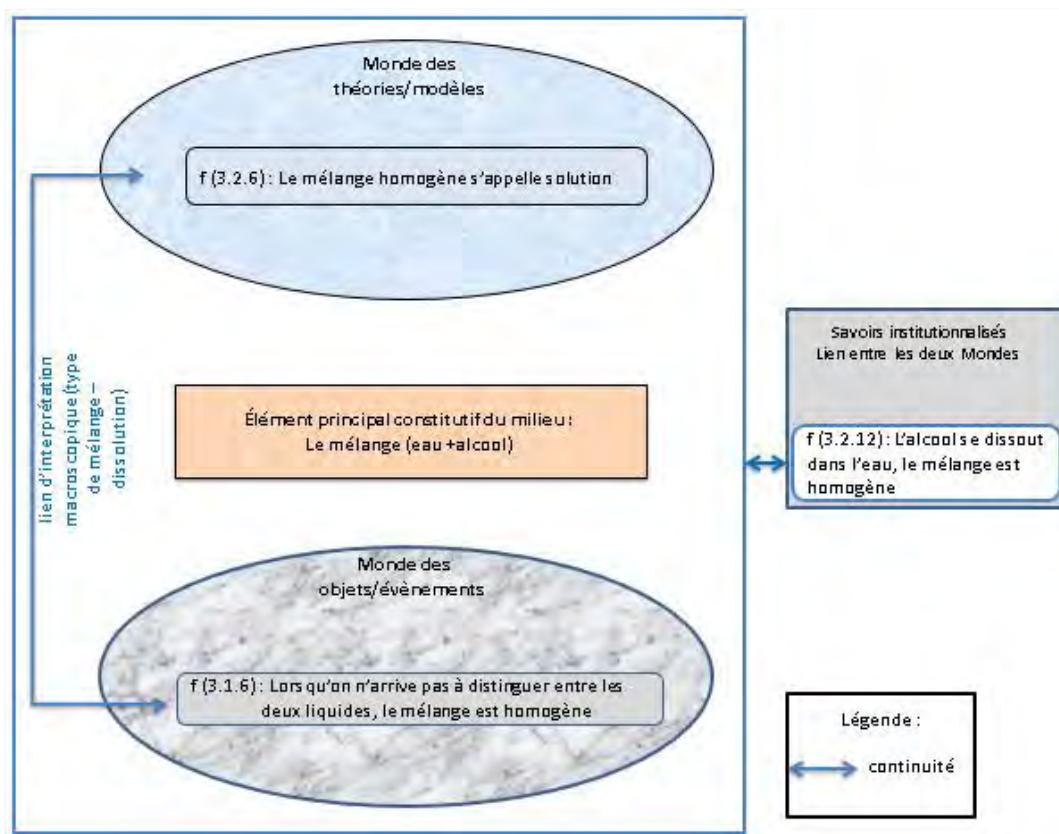 Monde des
théories/modèles
f (3.2.6) : Le mélange homogène s'appelle solution
lien d'interprétation
macroscopique (type
de mélange –
dissolution)
Élément principal constitutif du milieu :
Le mélange (eau +alcool)
Savoirs institutionnalisés
Lien entre les deux Mondes
f (3.2.12) : L'alcool se dissout
dans l'eau, le mélange est
homogène
Monde des
objets/évènements
f (3.1.6) : Lorsqu'on n'arrive pas à distinguer entre les
deux liquides, le mélange est homogène
Légende :
continuité